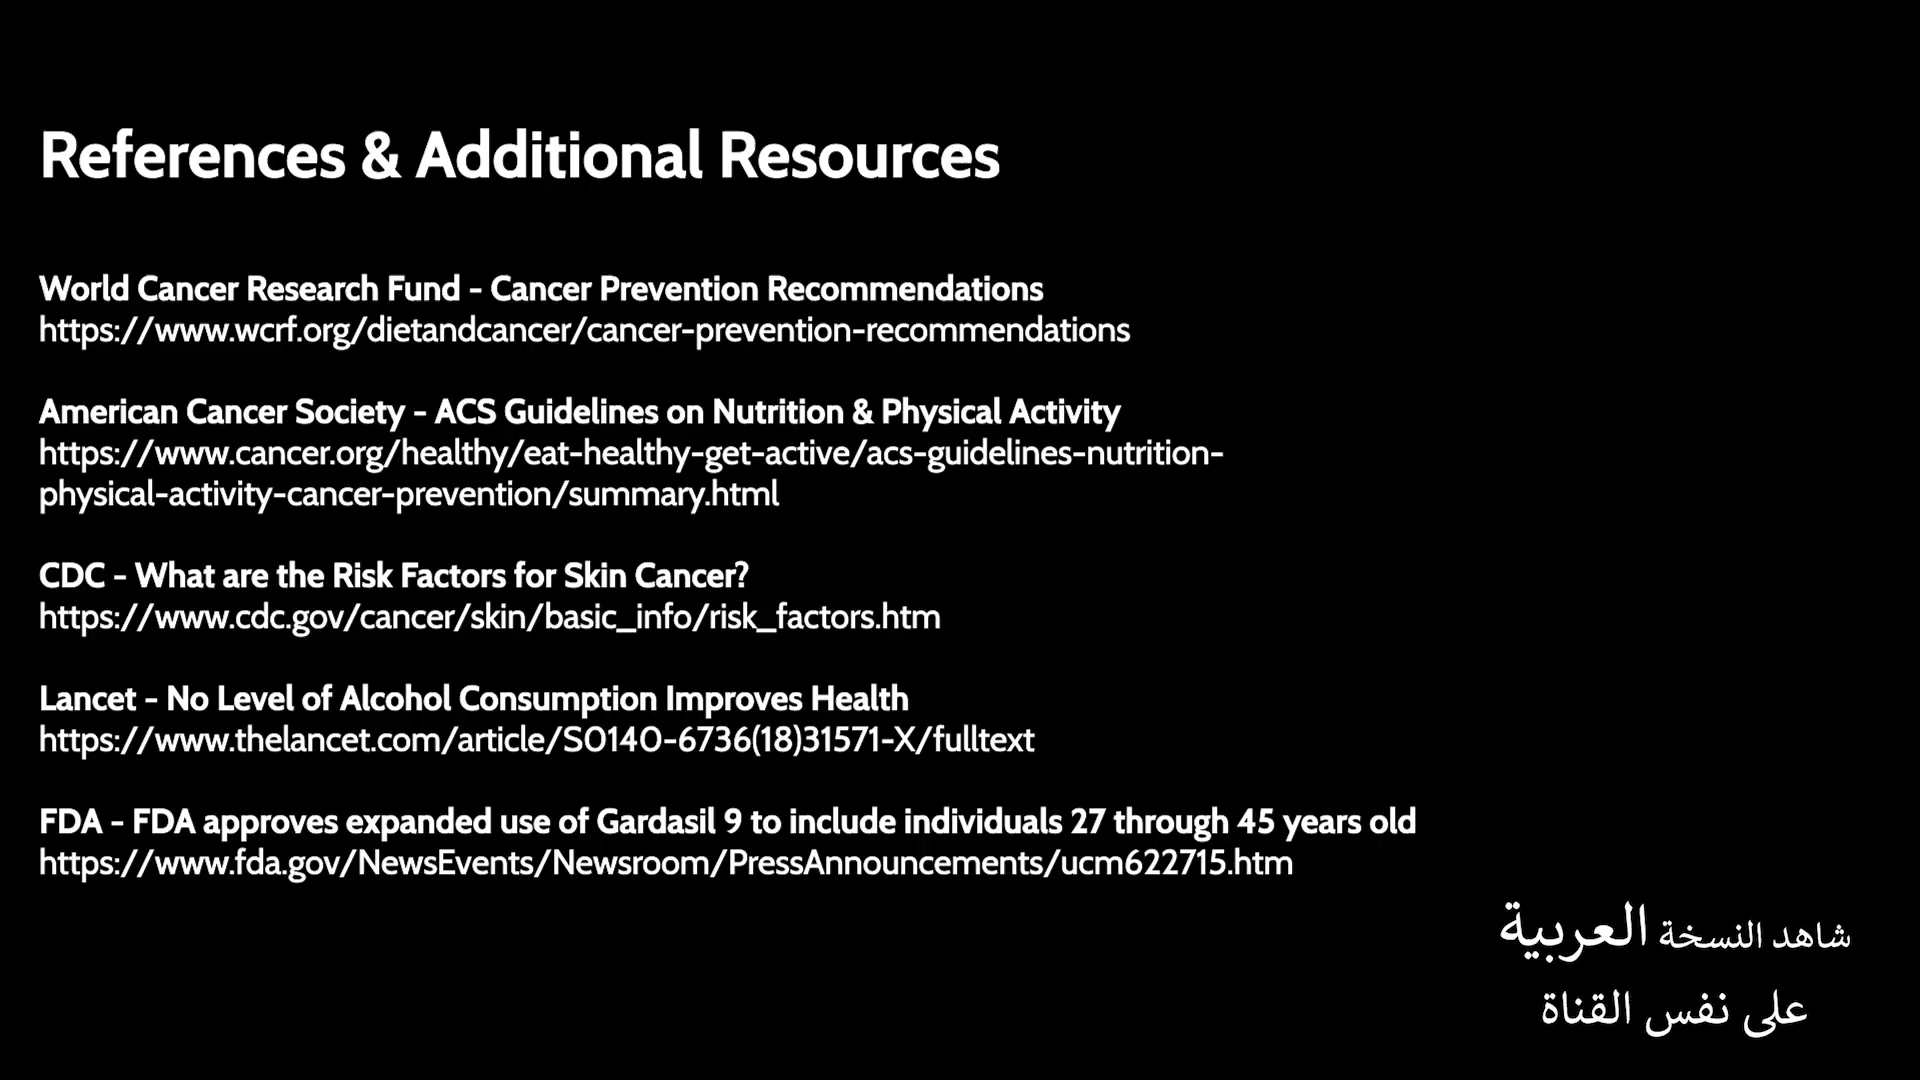 References & Additional Resources
World Cancer Research Fund - Cancer Prevention Recommendations
https://www.wcrf.org/dietandcancer/cancer-prevention-recommendations
American Cancer Society - ACS Guidelines on Nutrition & Physical Activity
https://www.cancer.org/healthy/eat-healthy-get-active/acs-guidelines-nutrition-
physical-activity-cancer-prevention/summary.html
CDC - What are the Risk Factors for Skin Cancer?
https://www.cdc.gov/cancer/skin/basic_info/risk_factors.htm
Lancet - No Level of Alcohol Consumption Improves Health
https://www.thelancet.com/article/S0140-6736(18)31571-X/fulltext
FDA - FDA approves expanded use of Gardasil 9 to include individuals 27 through 45 years old
https://www.fda.gov/NewsEvents/Newsroom/PressAnnouncements/ucm622715.htm
شاهد النسخة العربية
على نفس القناة